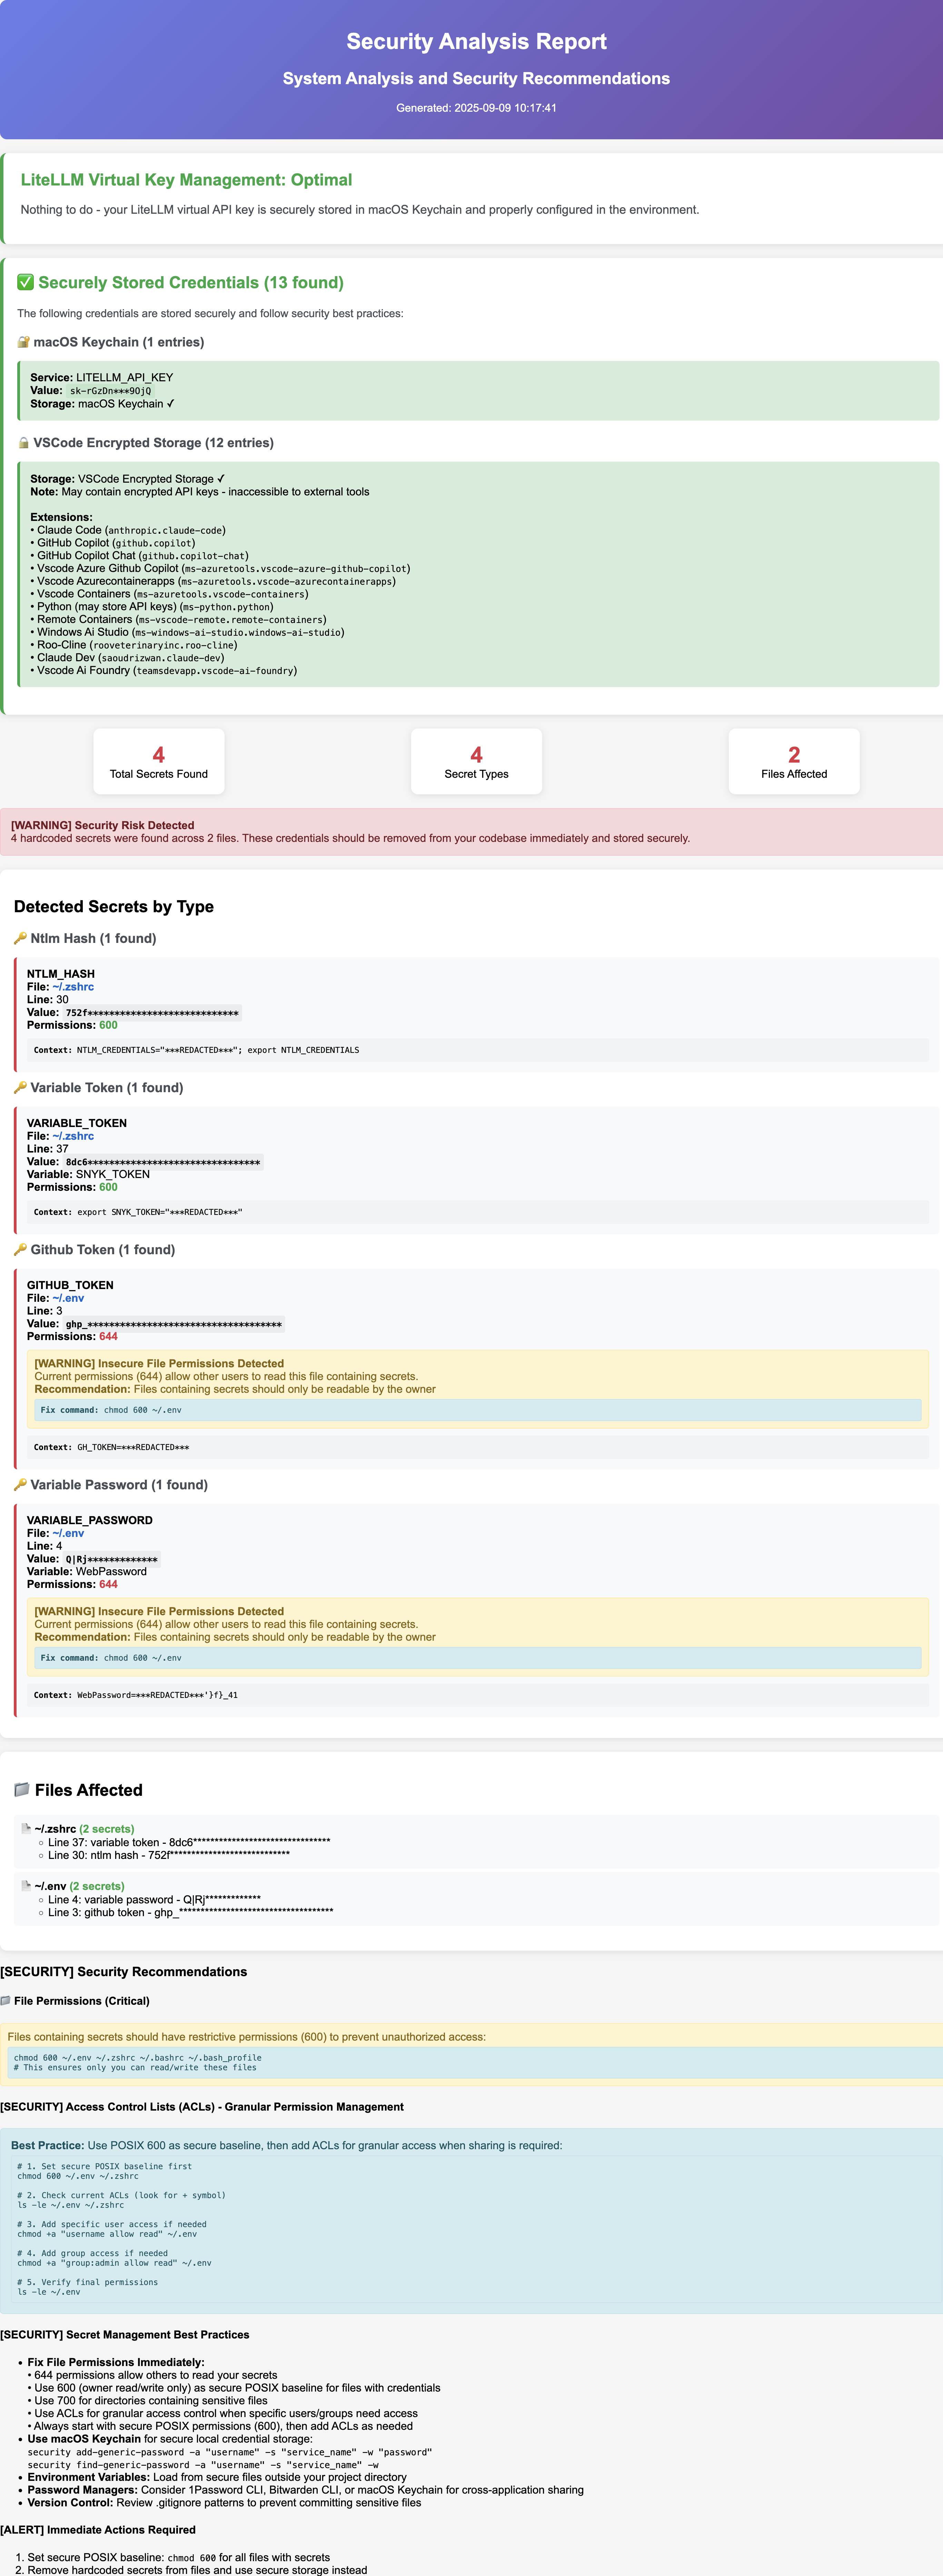 Security Analysis Report
System Analysis and Security Recommendations
Generated: 2025-09-09 10:17:41
LiteLLM Virtual Key Management: Optimal
Nothing to do - your LiteLLM virtual API key is securely stored in macOS Keychain and properly configured in the environment.
✅ Securely Stored Credentials (13 found)
The following credentials are stored securely and follow security best practices:
🔐 macOS Keychain (1 entries)
Service: LITELLM_API_KEY
Value: sk-rGzDn***9OjQ
Storage: macOS Keychain ✓
🔒 VSCode Encrypted Storage (12 entries)
Storage: VSCode Encrypted Storage ✓
Note: May contain encrypted API keys - inaccessible to external tools
Extensions:
• Claude Code (anthropic.claude-code)
• GitHub Copilot (github.copilot)
• GitHub Copilot Chat (github.copilot-chat)
• Vscode Azure Github Copilot (ms-azuretools.vscode-azure-github-copilot)
• Vscode Azurecontainerapps (ms-azuretools.vscode-azurecontainerapps)
• Vscode Containers (ms-azuretools.vscode-containers)
• Python (may store API keys) (ms-python.python)
• Remote Containers (ms-vscode-remote.remote-containers)
• Windows Ai Studio (ms-windows-ai-studio.windows-ai-studio)
• Roo-Cline (rooveterinaryinc.roo-cline)
• Claude Dev (saoudrizwan.claude-dev)
• Vscode Ai Foundry (teamsdevapp.vscode-ai-foundry)
4
Total Secrets Found
4
Secret Types
2
Files Affected
[WARNING] Security Risk Detected
4 hardcoded secrets were found across 2 files. These credentials should be removed from your codebase immediately and stored securely.
Detected Secrets by Type
🔑 Ntlm Hash (1 found)
NTLM_HASH
File: ~/.zshrc
Line: 30
Value: 752f****************************
Permissions: 600
Context: NTLM_CREDENTIALS="***REDACTED***"; export NTLM_CREDENTIALS
🔑 Variable Token (1 found)
VARIABLE_TOKEN
File: ~/.zshrc
Line: 37
Value: 8dc6********************************
Variable: SNYK_TOKEN
Permissions: 600
Context: export SNYK_TOKEN="***REDACTED***"
🔑 Github Token (1 found)
GITHUB_TOKEN
File: ~/.env
Line: 3
Value: ghp_************************************
Permissions: 644
[WARNING] Insecure File Permissions Detected
Current permissions (644) allow other users to read this file containing secrets.
Recommendation: Files containing secrets should only be readable by the owner
Fix command: chmod 600 ~/.env
Context: GH_TOKEN=***REDACTED***
🔑 Variable Password (1 found)
VARIABLE_PASSWORD
File: ~/.env
Line: 4
Value: Q|Rj*************
Variable: WebPassword
Permissions: 644
[WARNING] Insecure File Permissions Detected
Current permissions (644) allow other users to read this file containing secrets.
Recommendation: Files containing secrets should only be readable by the owner
Fix command: chmod 600 ~/.env
Context: WebPassword=***REDACTED***'}f}_41
📁 Files Affected
📄 ~/.zshrc (2 secrets)
○ Line 37: variable token - 8dc6********************************
○ Line 30: ntlm hash - 752f****************************
📄 ~/.env (2 secrets)
○ Line 4: variable password - Q|Rj*************
○ Line 3: github token - ghp_************************************
[SECURITY] Security Recommendations
📁 File Permissions (Critical)
Files containing secrets should have restrictive permissions (600) to prevent unauthorized access:
chmod 600 ~/.env ~/.zshrc ~/.bashrc ~/.bash_profile
# This ensures only you can read/write these files
[SECURITY] Access Control Lists (ACLs) - Granular Permission Management
Best Practice: Use POSIX 600 as secure baseline, then add ACLs for granular access when sharing is required:
# 1. Set secure POSIX baseline first
chmod 600 ~/.env ~/.zshrc
# 2. Check current ACLs (look for + symbol)
ls -le ~/.env ~/.zshrc
# 3. Add specific user access if needed
chmod +a "username allow read" ~/.env
# 4. Add group access if needed
chmod +a "group:admin allow read" ~/.env
# 5. Verify final permissions
ls -le ~/.env
[SECURITY] Secret Management Best Practices
• Fix File Permissions Immediately:
• 644 permissions allow others to read your secrets
• Use 600 (owner read/write only) as secure POSIX baseline for files with credentials
• Use 700 for directories containing sensitive files
• Use ACLs for granular access control when specific users/groups need access
• Always start with secure POSIX permissions (600), then add ACLs as needed
• Use macOS Keychain for secure local credential storage:
security add-generic-password -a "username" -s "service_name" -w "password"
security find-generic-password -a "username" -s "service_name" -w
• Environment Variables: Load from secure files outside your project directory
• Password Managers: Consider 1Password CLI, Bitwarden CLI, or macOS Keychain for cross-application sharing
• Version Control: Review .gitignore patterns to prevent committing sensitive files
[ALERT] Immediate Actions Required
1. Set secure POSIX baseline: chmod 600 for all files with secrets
2. Remove hardcoded secrets from files and use secure storage instead